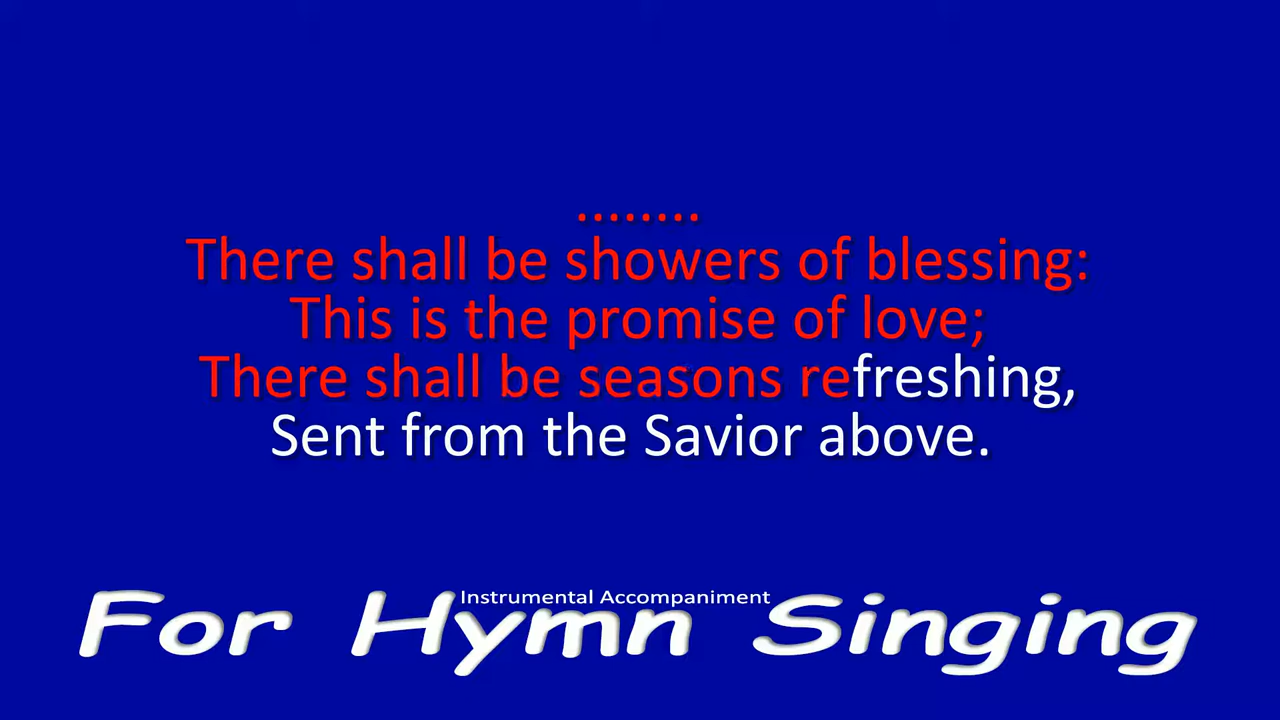 ........
There shall be showers of blessing:
This is the promise of love;
There shall be seasons refreshing,
Sent from the Savior above.
Instrumental Accompaniment
For Hymn Singing